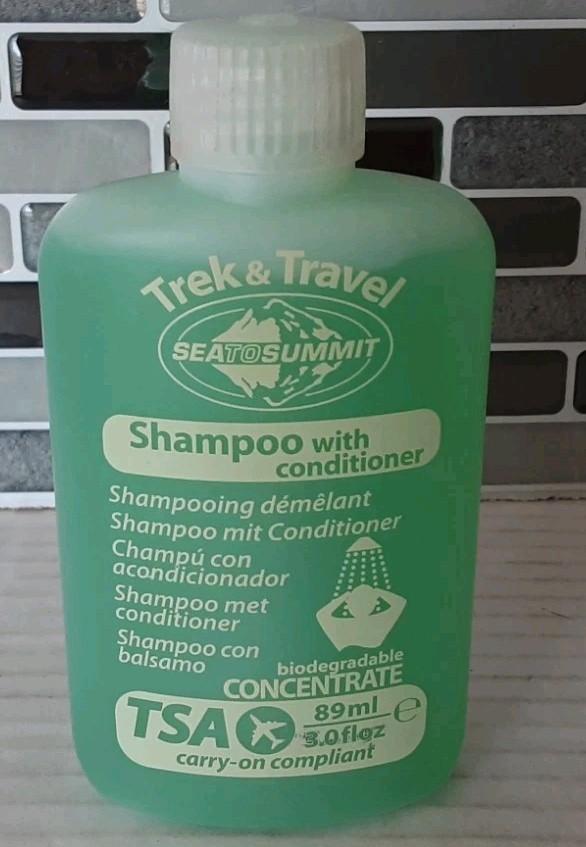 Trek & Travel
SEATOSUMMIT
Shampoo with
conditioner
Shampooing démêlant
Shampoo mit Conditioner
Champú con
acondicionador
Shampoo met
conditioner
Shampoo con
balsamo
biodegradable
CONCENTRATE
TSA 89ml e
3.0floz
carry-on compliant